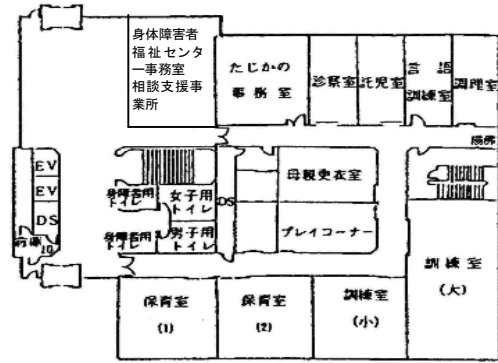 身体障害者
福祉センタ
ー事務室
相談支援事
業所
たじかの
事務室
診察室
託児室
言語
訓練室
調理室
湯沸
EV
EV
DS
身障者用
トイレ
女子用
トイレ
DS
母親更衣室
身障者用
トイレ
男子用
トイレ
プレイコーナー
訓練室
(大)
保育室
(1)
保育室
(2)
訓練室
(小)